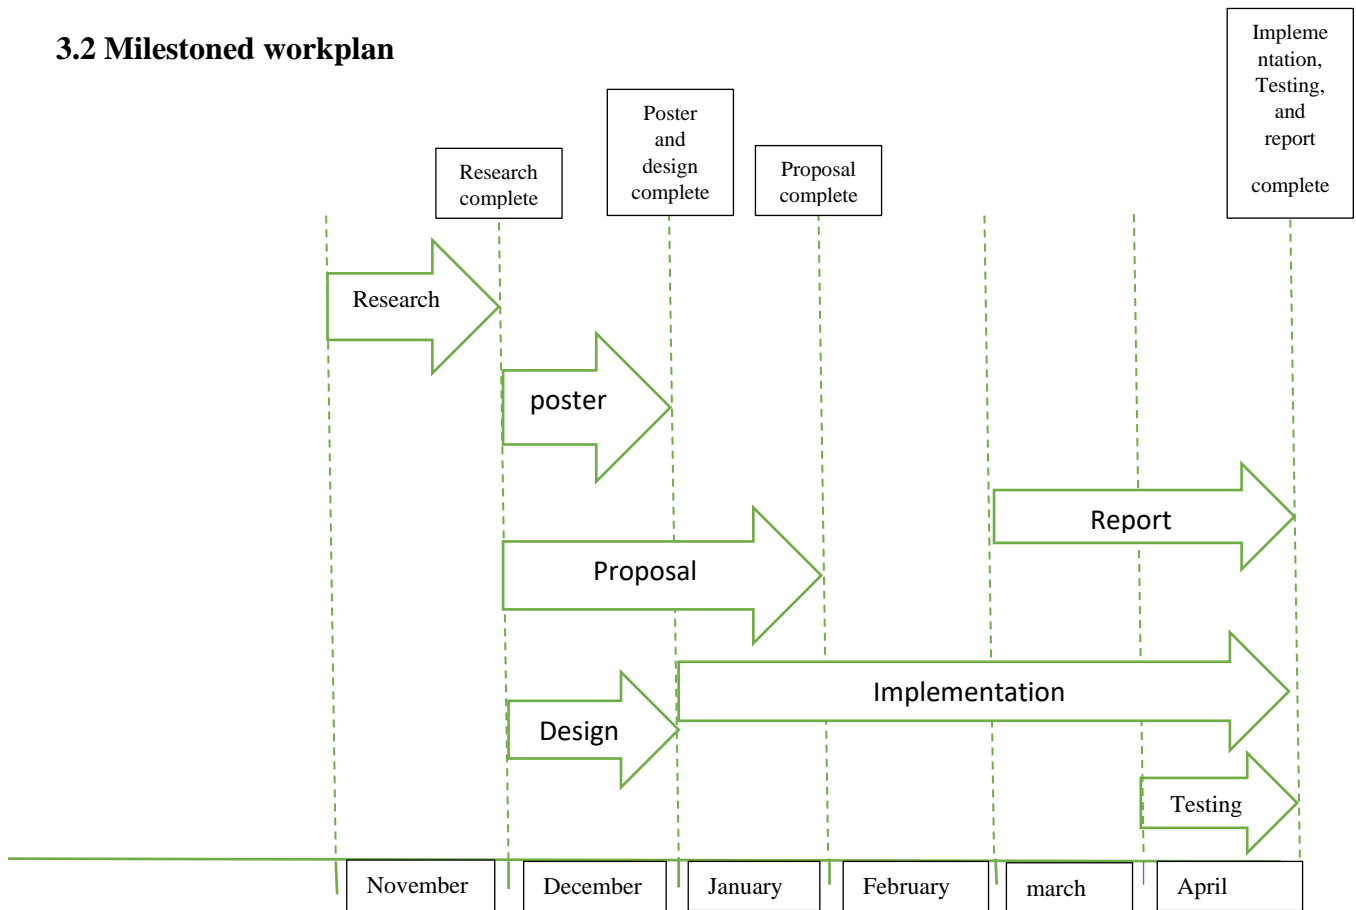 3.2 Milestoned workplan
Impleme
ntation,
Testing,
and
report
complete
Poster
and
design
complete
Research
complete
Proposal
complete
Research
poster
Report
Proposal
Implementation
Design
Testing
November
December
January
February
march
April